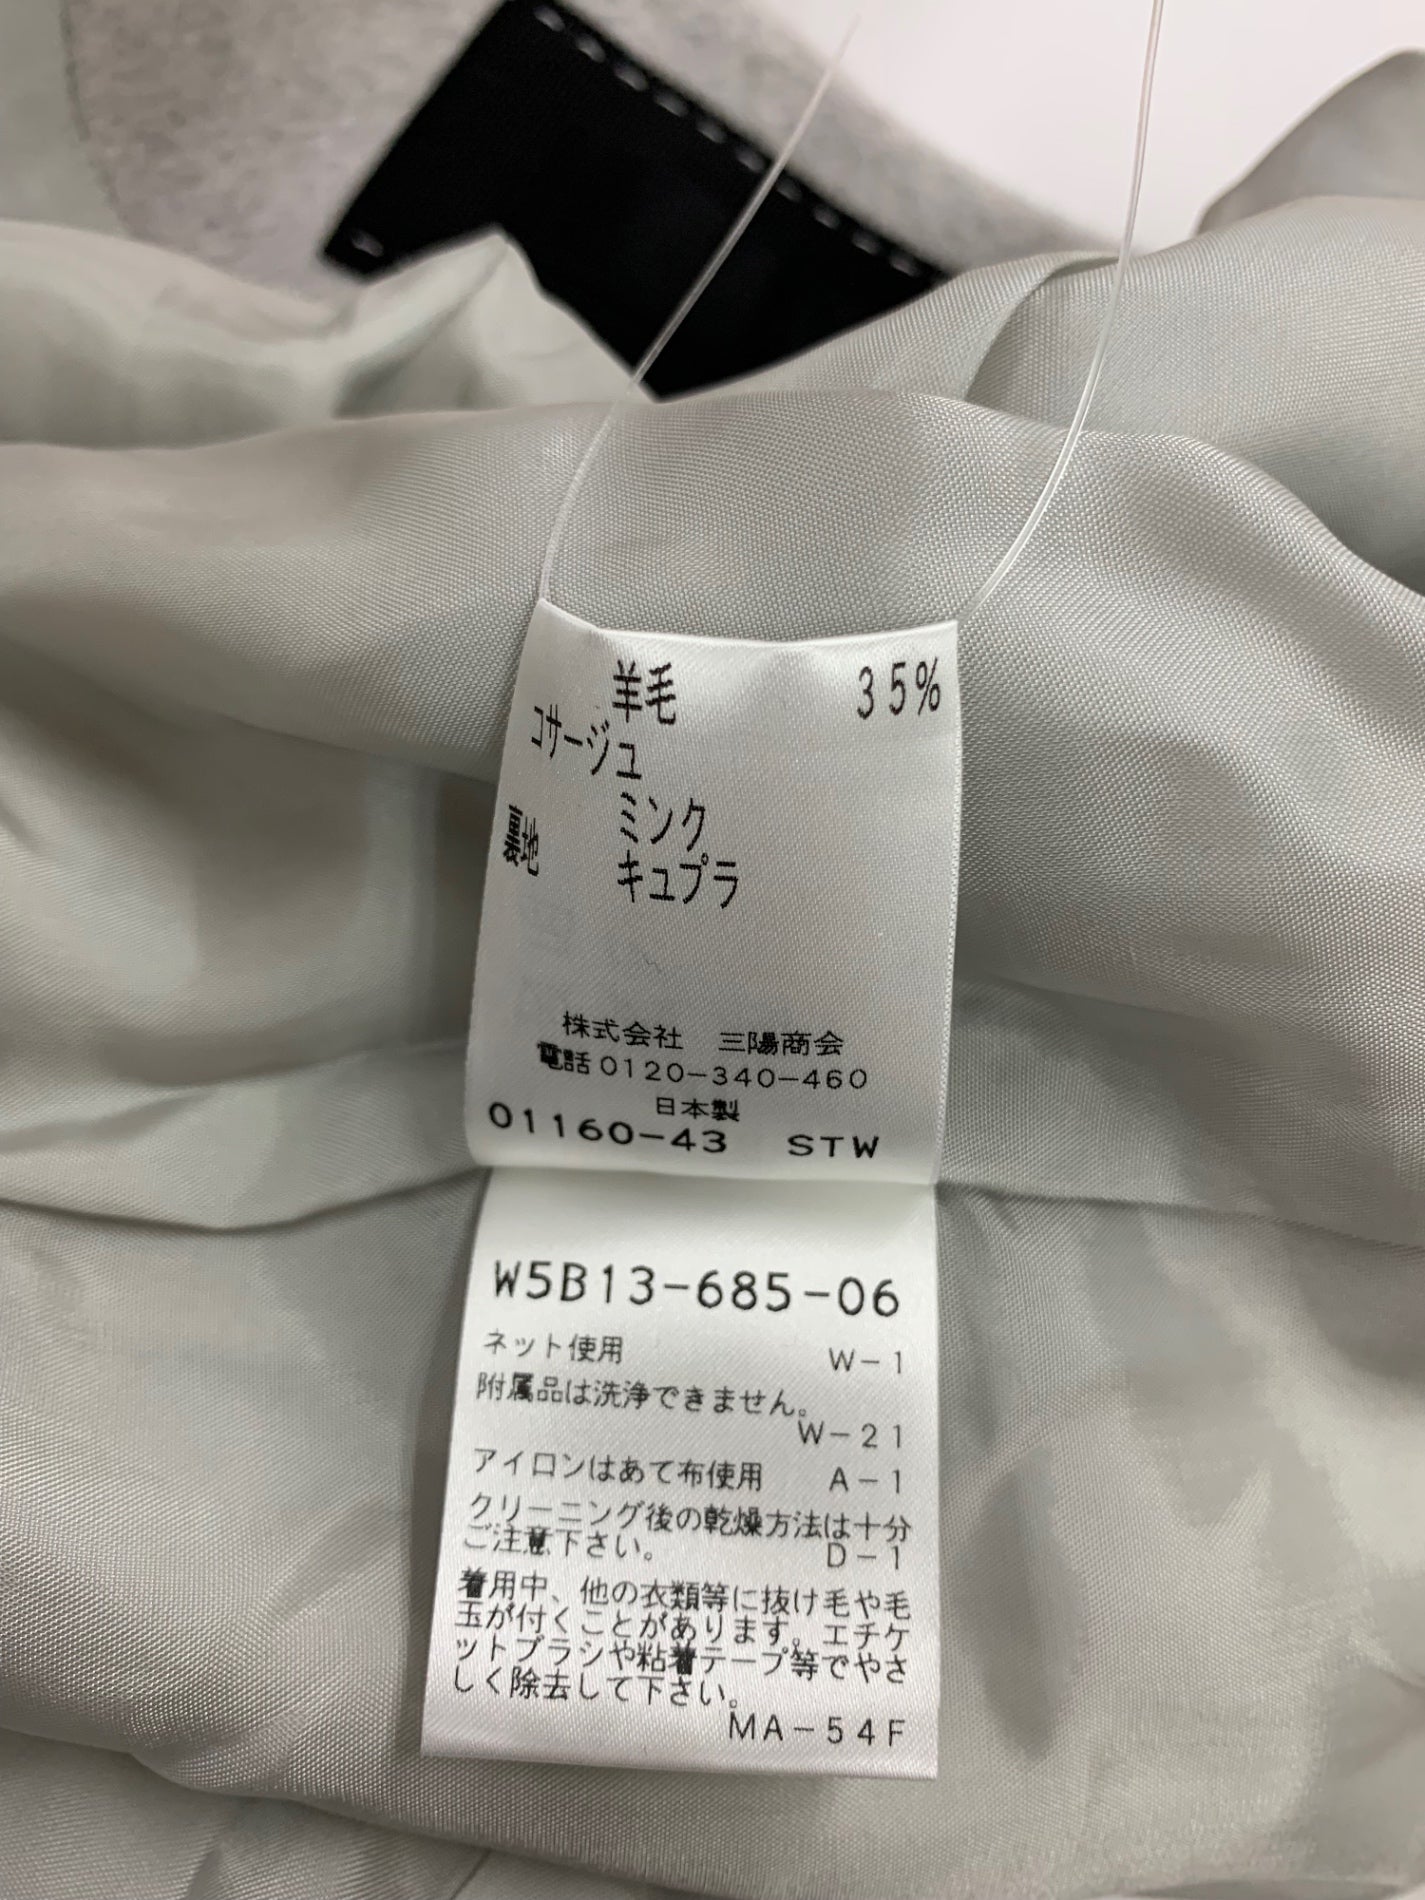 羊毛 35%
コサージュ
ミンク
裏地 キュプラ
株式会社 三陽商会
電話0120-340-460
日本製
01160-43 STW
W5B13-685-06
ネット使用 W-1
附属品は洗浄できません。
W-21
アイロンはあて布使用 A-1
クリーニング後の乾燥方法は十分
ご注意下さい。 D-1
着用中、他の衣類等に抜け毛や毛
玉が付くことがあります。エチケ
ットブラシや粘着テープ等でやさ
しく除去して下さい。
MA-54F